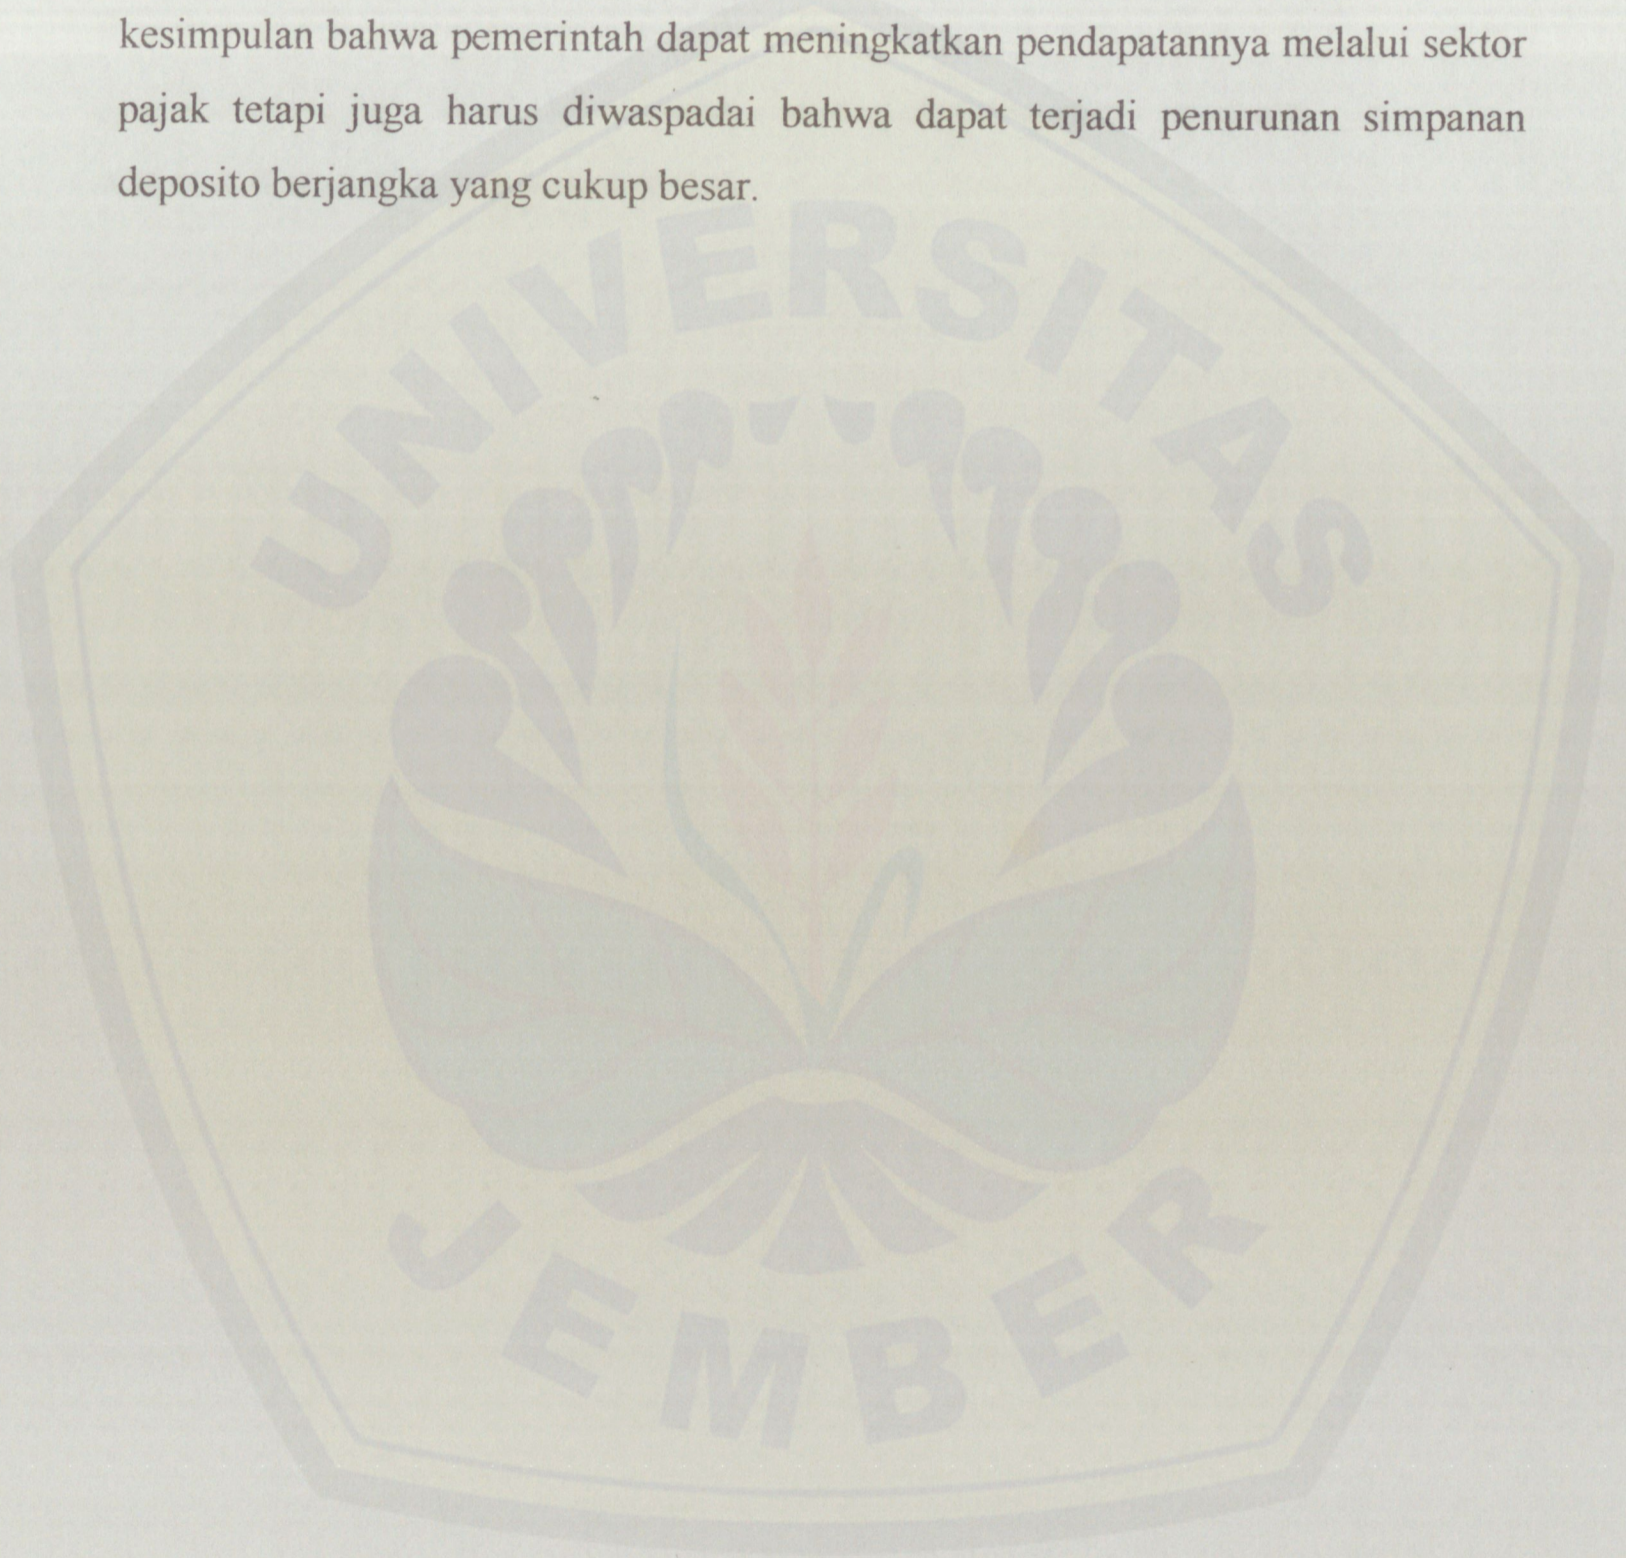 kesimpulan bahwa pemerintah dapat meningkatkan pendapatannya melalui sektor
pajak tetapi juga harus diwaspadai bahwa dapat terjadi penurunan simpanan
deposito berjangka yang cukup besar.
UNIVERSITAS
JEMBER